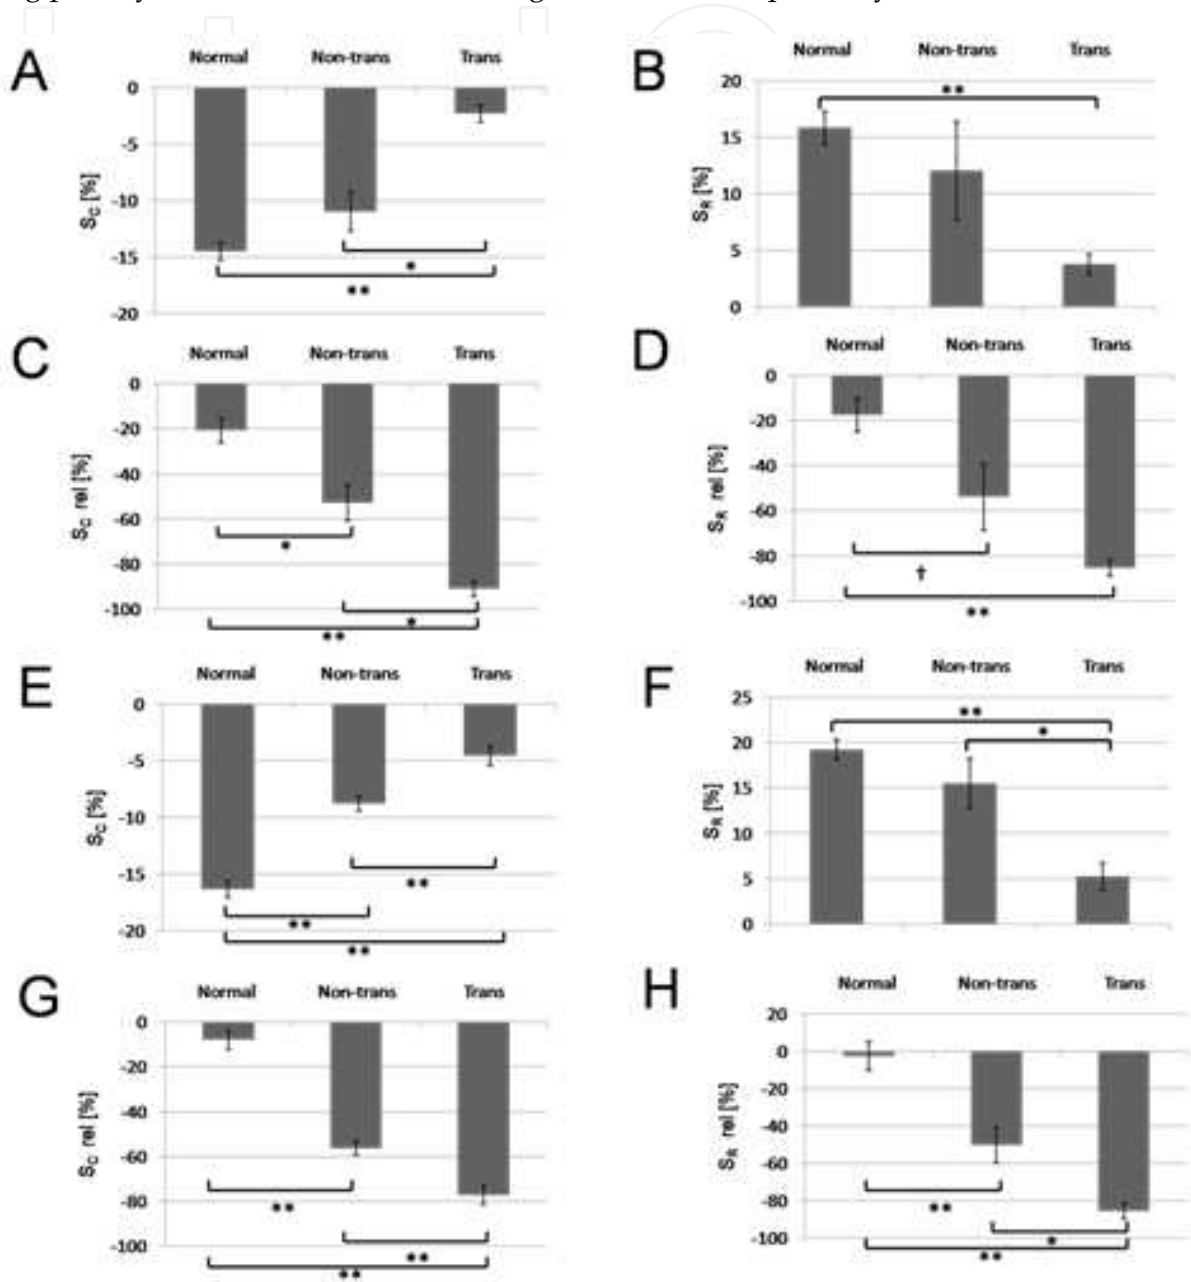 A
Normal Non-trans Trans
S_C [%]
0
-5
-10
-15
-20
*
**
B
Normal Non-trans Trans
S_R [%]
20
15
10
5
0
**
C
Normal Non-trans Trans
S_C rel [%]
0
-20
-40
-60
-80
-100
*
*
**
D
Normal Non-trans Trans
S_R rel [%]
0
-20
-40
-60
-80
-100
†
**
E
Normal Non-trans Trans
S_C [%]
0
-5
-10
-15
-20
**
**
**
F
Normal Non-trans Trans
S_R [%]
25
20
15
10
5
0
**
*
G
Normal Non-trans Trans
S_C rel [%]
0
-20
-40
-60
-80
-100
**
**
**
H
Normal Non-trans Trans
S_R rel [%]
20
0
-20
-40
-60
-80
-100
**
*
**